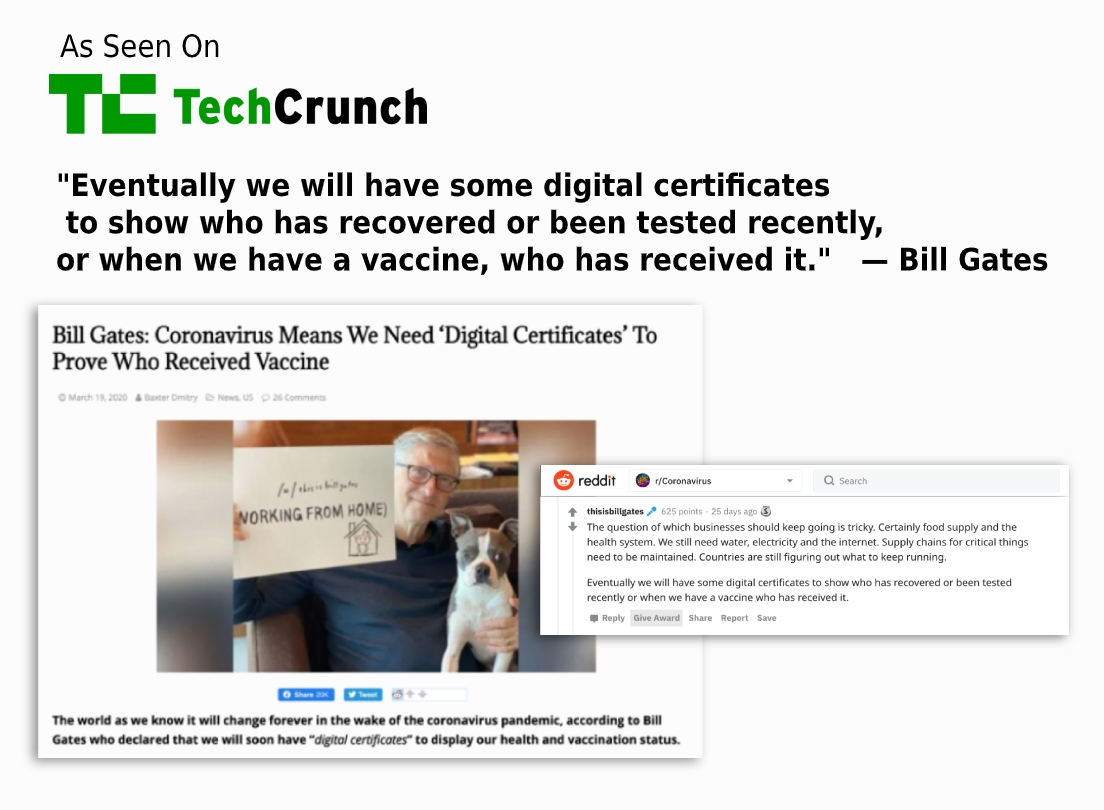 As Seen On
TC TechCrunch
"Eventually we will have some digital certificates
to show who has recovered or been tested recently,
or when we have a vaccine, who has received it." — Bill Gates
Bill Gates: Coronavirus Means We Need ‘Digital Certificates’ To
Prove Who Received Vaccine
March 19, 2020 Baxter Dmitry News, US 26 Comments
/u/thisisbillgates
WORKING FROM HOME)
Share 20K Tweet
The world as we know it will change forever in the wake of the coronavirus pandemic, according to Bill
Gates who declared that we will soon have “digital certificates” to display our health and vaccination status.
reddit r/Coronavirus Search
thisisbillgates 625 points · 25 days ago
The question of which businesses should keep going is tricky. Certainly food supply and the
health system. We still need water, electricity and the internet. Supply chains for critical things
need to be maintained. Countries are still figuring out what to keep running.
Eventually we will have some digital certificates to show who has recovered or been tested
recently or when we have a vaccine who has received it.
Reply Give Award Share Report Save